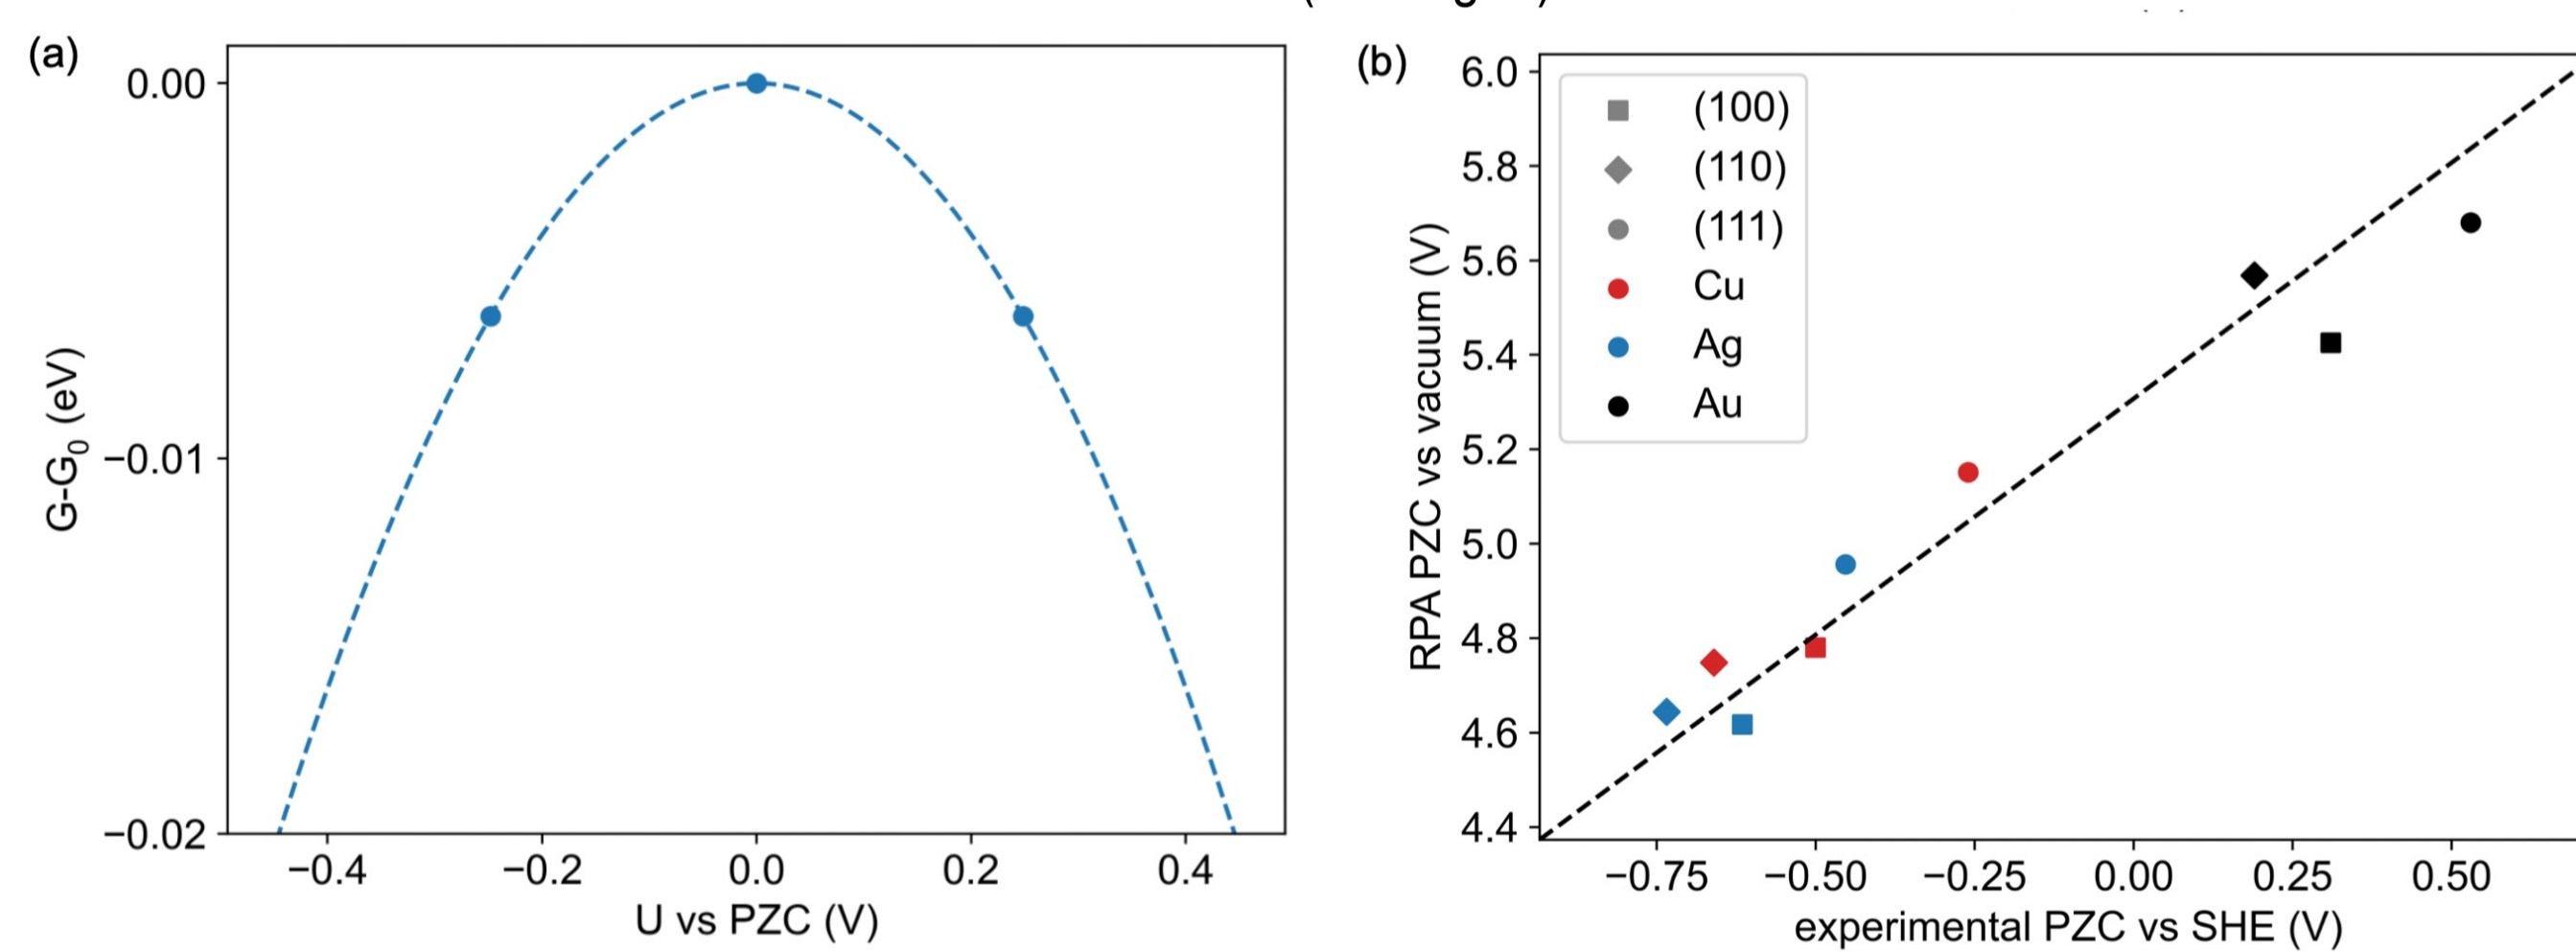 (a)
0.00
−0.01
−0.02
G-G₀ (eV)
−0.4 −0.2 0.0 0.2 0.4
U vs PZC (V)
(b)
6.0
5.8
5.6
5.4
5.2
5.0
4.8
4.6
4.4
RPA PZC vs vacuum (V)
(100)
(110)
(111)
Cu
Ag
Au
−0.75 −0.50 −0.25 0.00 0.25 0.50
experimental PZC vs SHE (V)